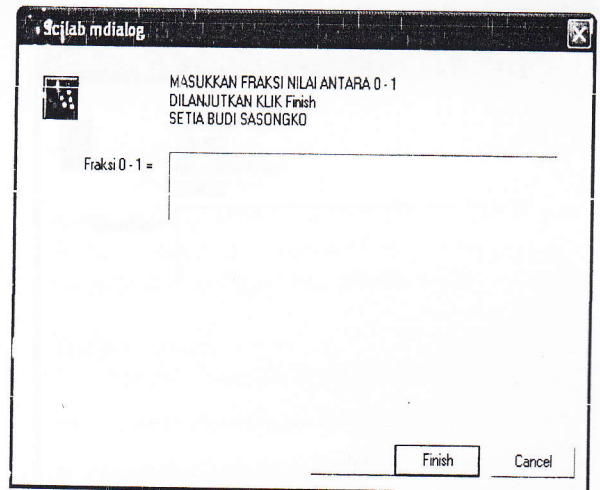 Scilab mdialog
MASUKKAN FRAKSI NILAI ANTARA 0 - 1
DILANJUTKAN KLIK Finish
SETIA BUDI SASONGKO
Fraksi 0 - 1 =
Finish
Cancel